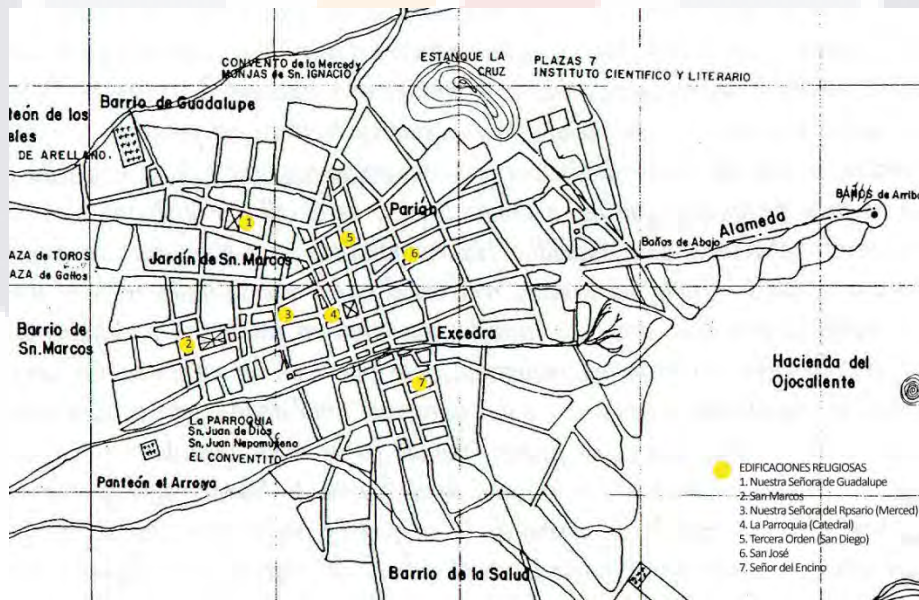 CONVENTO de la Merced y
MONJAS de Sn. IGNACIO
ESTANQUE LA
CRUZ
PLAZAS 7
INSTITUTO CIENTIFICO Y LITERARIO
Barrio de Guadalupe
teón de los
eles
DE ARELLANO.
1
Parian
5
6
BAÑOS de Arriba
Alameda
Baños de Abajo
AZA de TOROS
AZA de Gallos
Jardín de Sn. Marcos
3
4
Barrio de
Sn. Marcos
2
Excedra
7
Hacienda del
Ojocaliente
La PARROQUIA
Sn. Juan de Dios
Sn. Juan Nepomuceno
EL CONVENTITO
Panteón el Arroyo
Barrio de la Salud
EDIFICACIONES RELIGIOSAS
1. Nuestra Señora de Guadalupe
2. San Marcos
3. Nuestra Señora del Rpsario (Merced)
4. La Parroquia (Catedral)
5. Tercera Orden (San Diego)
6. San José
7. Señor del Encino